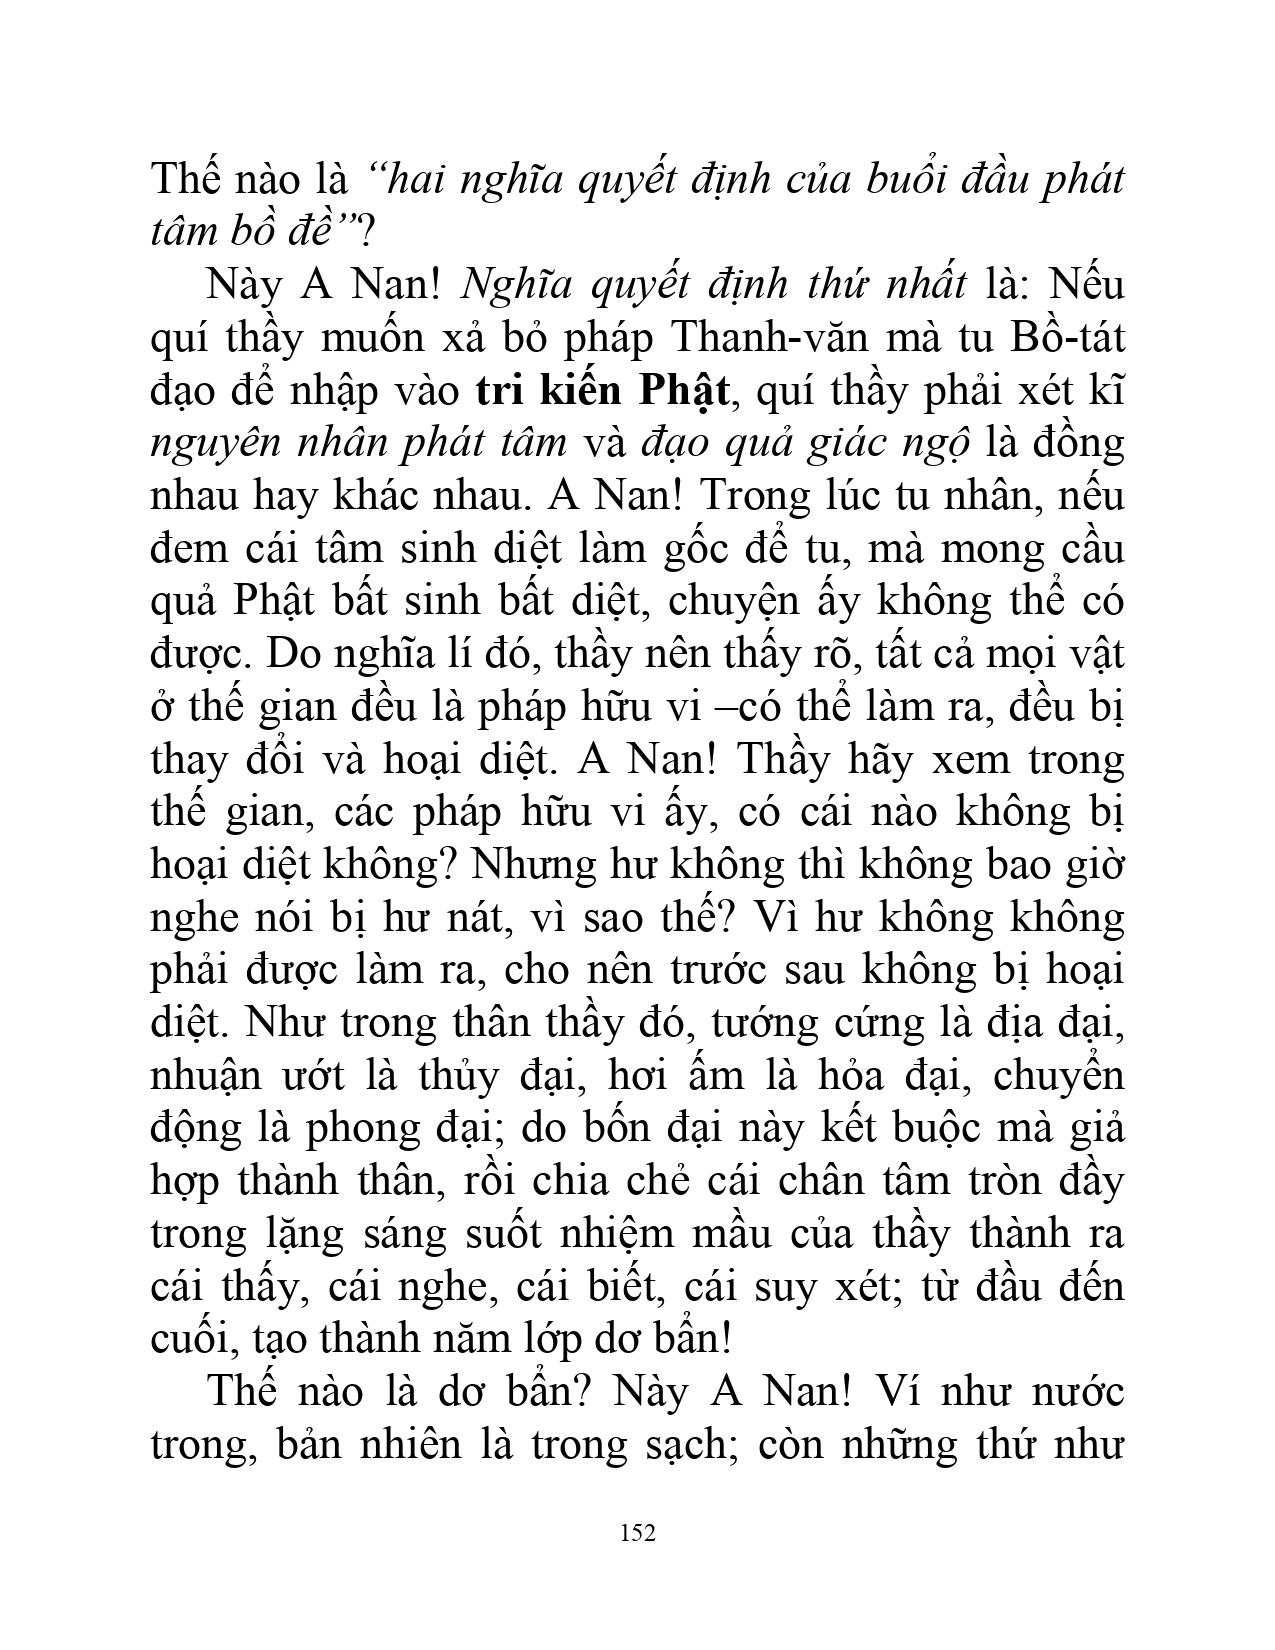 Thế nào là “hai nghĩa quyết định của buổi đầu phát
tâm bồ đề”?
Này A Nan! Nghĩa quyết định thứ nhất là: Nếu
quí thầy muốn xả bỏ pháp Thanh-văn mà tu Bồ-tát
đạo để nhập vào tri kiến Phật, quí thầy phải xét kĩ
nguyên nhân phát tâm và đạo quả giác ngộ là đồng
nhau hay khác nhau. A Nan! Trong lúc tu nhân, nếu
đem cái tâm sinh diệt làm gốc để tu, mà mong cầu
quả Phật bất sinh bất diệt, chuyện ấy không thể có
được. Do nghĩa lí đó, thầy nên thấy rõ, tất cả mọi vật
ở thế gian đều là pháp hữu vi –có thể làm ra, đều bị
thay đổi và hoại diệt. A Nan! Thầy hãy xem trong
thế gian, các pháp hữu vi ấy, có cái nào không bị
hoại diệt không? Nhưng hư không thì không bao giờ
nghe nói bị hư nát, vì sao thế? Vì hư không không
phải được làm ra, cho nên trước sau không bị hoại
diệt. Như trong thân thầy đó, tướng cứng là địa đại,
nhuận ướt là thủy đại, hơi ấm là hỏa đại, chuyển
động là phong đại; do bốn đại này kết buộc mà giả
hợp thành thân, rồi chia chẻ cái chân tâm tròn đầy
trong lặng sáng suốt nhiệm mầu của thầy thành ra
cái thấy, cái nghe, cái biết, cái suy xét; từ đầu đến
cuối, tạo thành năm lớp dơ bẩn!
Thế nào là dơ bẩn? Này A Nan! Ví như nước
trong, bản nhiên là trong sạch; còn những thứ như
152